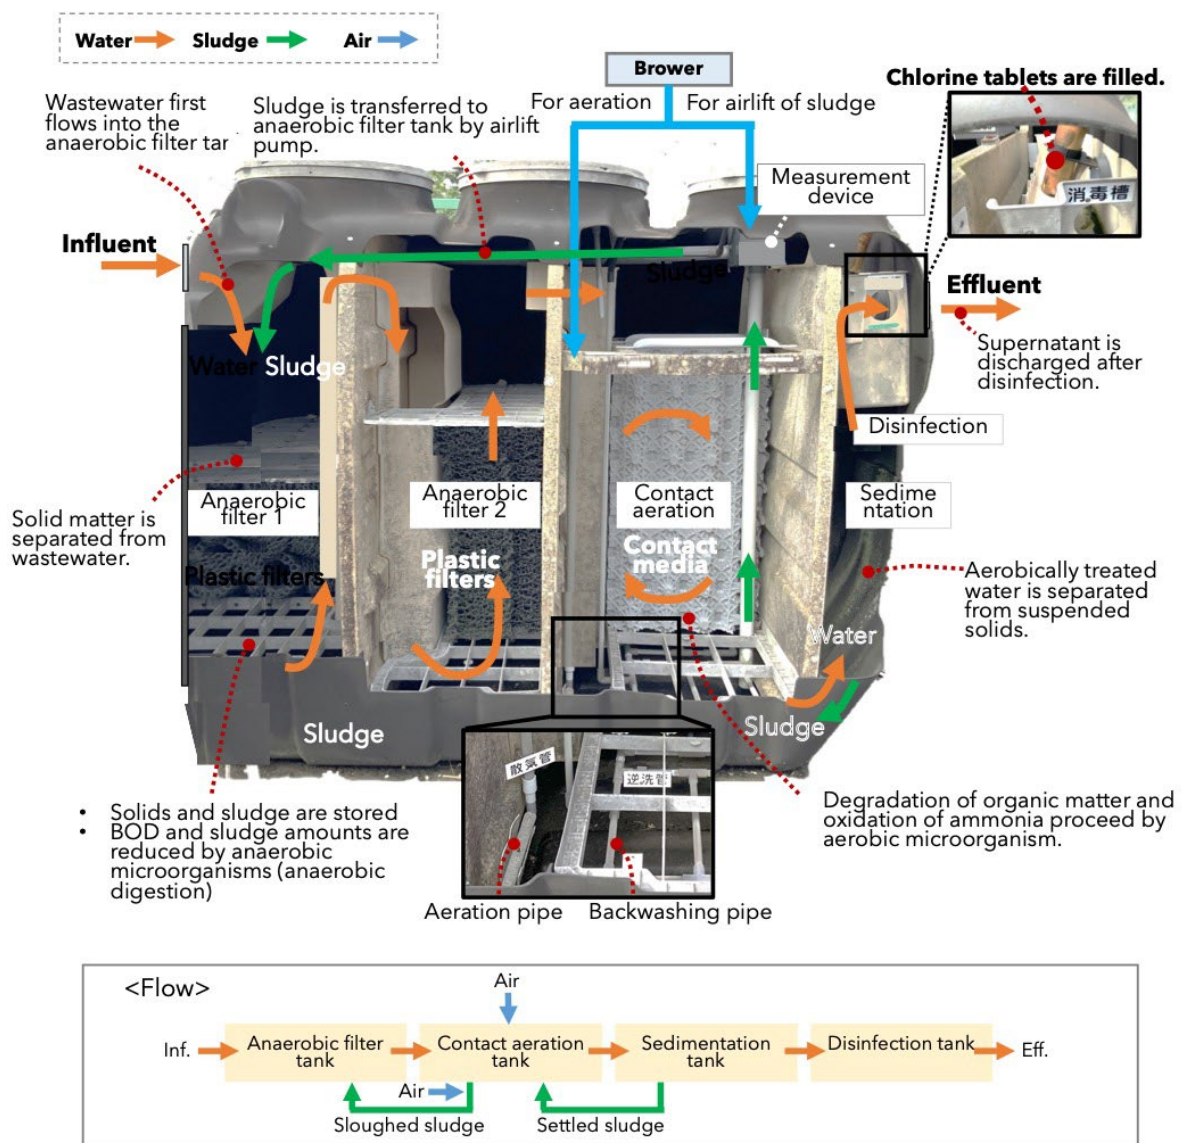 Water
Sludge
Air
Brower
For aeration
For airlift of sludge
Chlorine tablets are filled.
消毒槽
Wastewater first
flows into the
anaerobic filter tar
Sludge is transferred to
anaerobic filter tank by airlift
pump.
Measurement
device
Influent
Sludge
Effluent
Supernatant is
discharged after
disinfection.
Water
Sludge
Disinfection
Anaerobic
filter 1
Anaerobic
filter 2
Contact
aeration
Sedime
ntation
Solid matter is
separated from
wastewater.
Plastic filters
Plastic
filters
Contact
media
Aerobically treated
water is separated
from suspended
solids.
Water
Sludge
Sludge
散気管
逆洗管
• Solids and sludge are stored
• BOD and sludge amounts are
reduced by anaerobic
microorganisms (anaerobic
digestion)
Degradation of organic matter and
oxidation of ammonia proceed by
aerobic microorganism.
Aeration pipe
Backwashing pipe
<Flow>
Air
Inf.
Anaerobic filter
tank
Contact aeration
tank
Sedimentation
tank
Disinfection tank
Eff.
Air
Sloughed sludge
Settled sludge